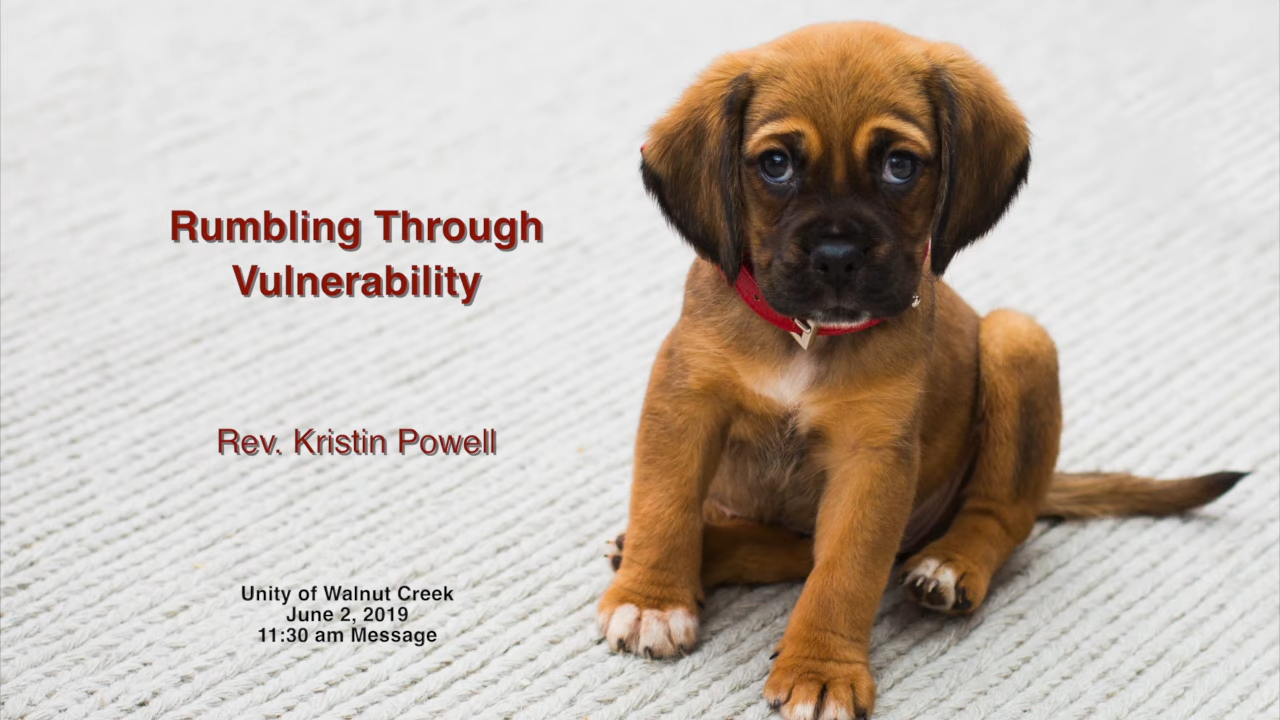 Rumbling Through
Vulnerability
Rev. Kristin Powell
Unity of Walnut Creek
June 2, 2019
11:30 am Message